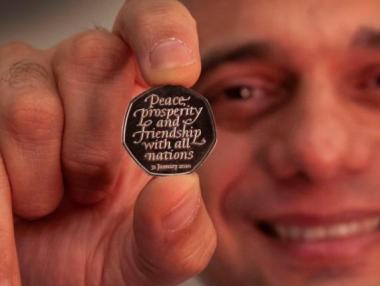 Peace,
prosperity
and
friendship
with all
nations
31 January 2020